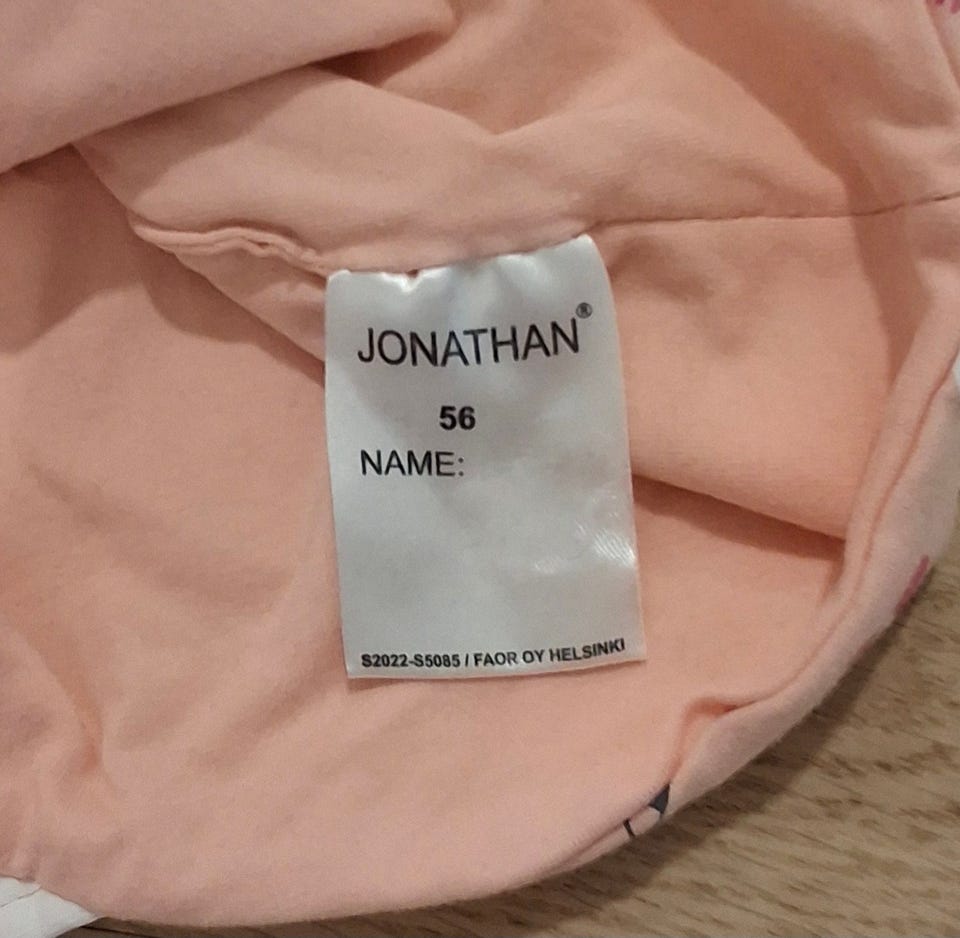 JONATHAN®
56
NAME:
S2022-S5085 / FAOR OY HELSINKI